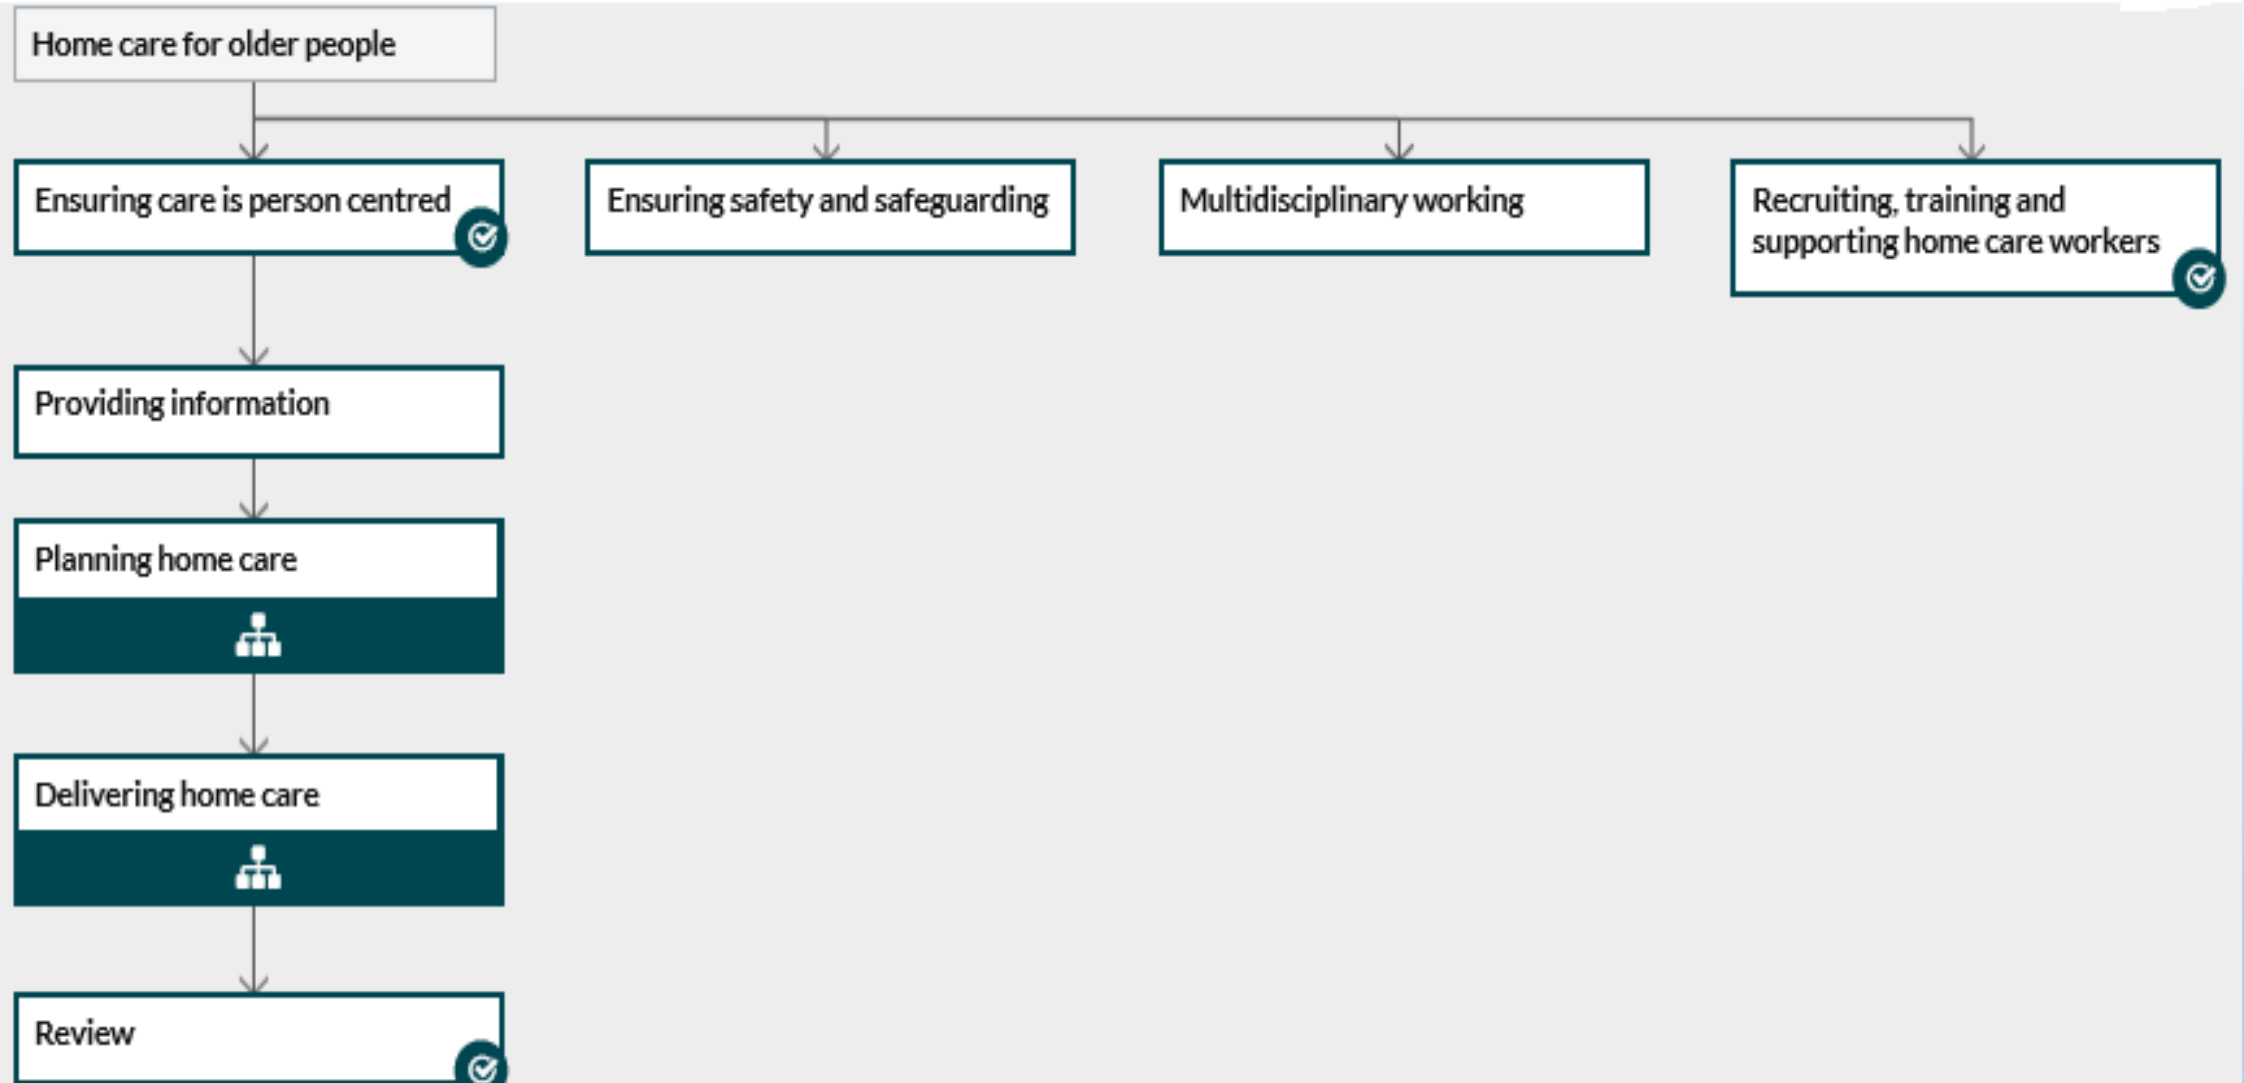 Home care for older people
Ensuring care is person centred
Ensuring safety and safeguarding
Multidisciplinary working
Recruiting, training and
supporting home care workers
Providing information
Planning home care
Delivering home care
Review